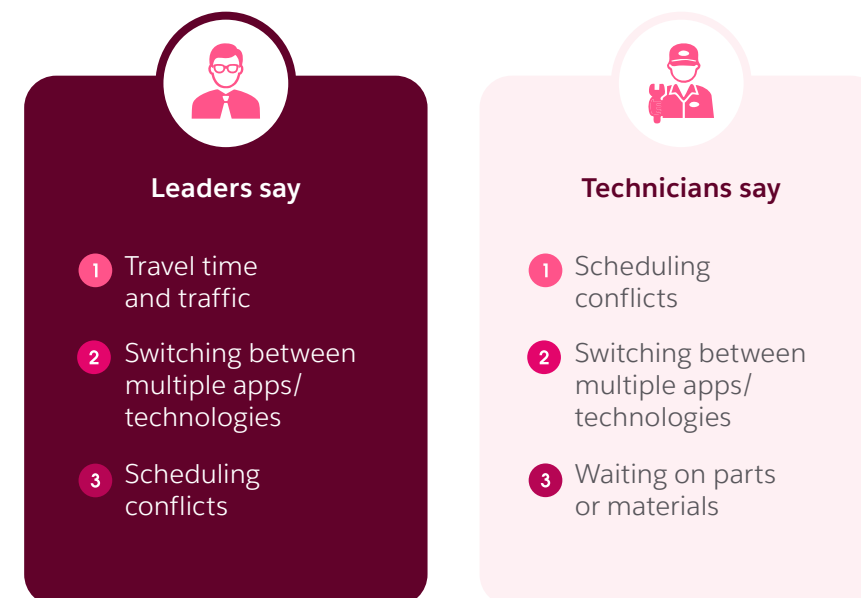 Leaders say
1 Travel time
and traffic
2 Switching between
multiple apps/
technologies
3 Scheduling
conflicts
Technicians say
1 Scheduling
conflicts
2 Switching between
multiple apps/
technologies
3 Waiting on parts
or materials